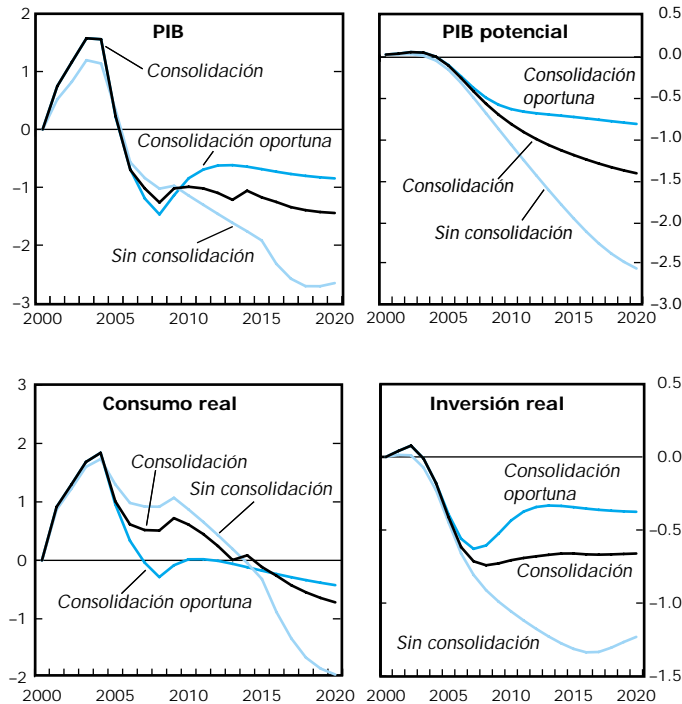 PIB
2
1
0
−1
−2
−3
Consolidación
Consolidación oportuna
Sin consolidación
2000 2005 2010 2015 2020
PIB potencial
0.5
0.0
−0.5
−1.0
−1.5
−2.0
−2.5
−3.0
Consolidación
oportuna
Consolidación
Sin consolidación
2000 2005 2010 2015 2020
Consumo real
3
2
1
0
−1
−2
Consolidación
Sin consolidación
Consolidación oportuna
2000 2005 2010 2015 2020
Inversión real
0.5
0.0
−0.5
−1.0
−1.5
Consolidación
oportuna
Consolidación
Sin consolidación
2000 2005 2010 2015 2020